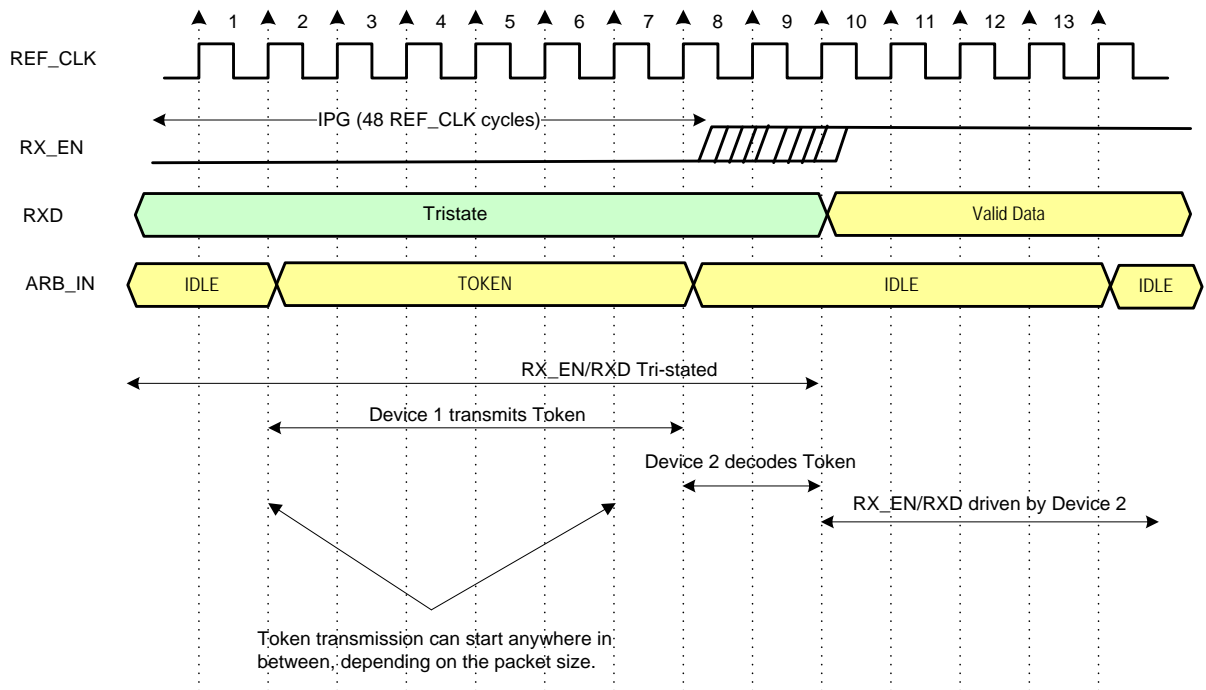 1 2 3 4 5 6 7 8 9 10 11 12 13
REF_CLK
IPG (48 REF_CLK cycles)
RX_EN
RXD Tristate Valid Data
ARB_IN IDLE TOKEN IDLE IDLE
RX_EN/RXD Tri-stated
Device 1 transmits Token
Device 2 decodes Token
RX_EN/RXD driven by Device 2
Token transmission can start anywhere in
between, depending on the packet size.